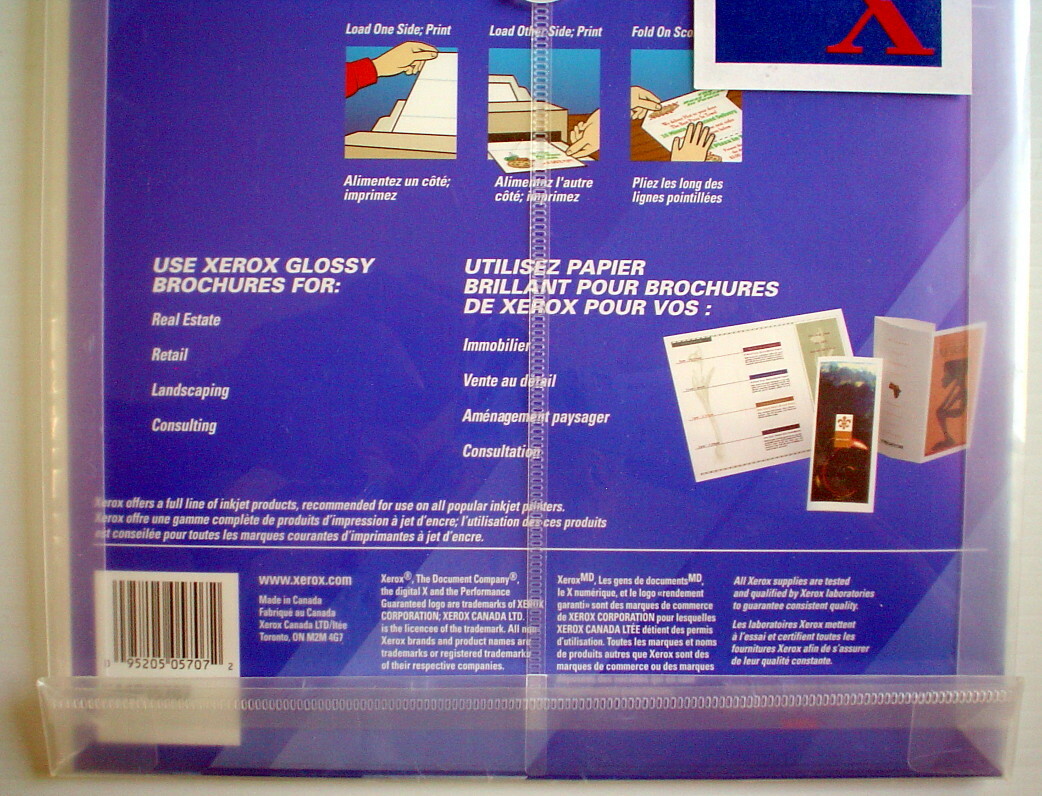 Load One Side; Print
Load Other Side; Print
Fold On Sco
Alimentez un côté;
imprimez
Alimentez l'autre
côté; imprimez
Pliez les long des
lignes pointillées
X
USE XEROX GLOSSY
BROCHURES FOR:
Real Estate
Retail
Landscaping
Consulting
UTILISEZ PAPIER
BRILLANT POUR BROCHURES
DE XEROX POUR VOS :
Immobilier
Vente au détail
Aménagement paysager
Consultation
Xerox offers a full line of inkjet products, recommended for use on all popular inkjet printers.
Xerox offre une gamme complète de produits d'impression à jet d'encre; l'utilisation de ces produits
est conseilée pour toutes les marques courantes d'imprimantes à jet d'encre.
95205 05707 2
www.xerox.com
Made in Canada
Fabriqué au Canada
Xerox Canada LTD/ltée
Toronto, ON M2M 4G7
Xerox®, The Document Company®,
the digital X and the Performance
Guaranteed logo are trademarks of XEROX
CORPORATION; XEROX CANADA LTD.
is the licencee of the trademark. All non
Xerox brands and product names are
trademarks or registered trademarks
of their respective companies.
Xerox MD, Les gens de documents MD,
le X numérique, et le logo «rendement
garanti» sont des marques de commerce
de XEROX CORPORATION pour lesquelles
XEROX CANADA LTÉE détient des permis
d'utilisation. Toutes les marques et noms
de produits autres que Xerox sont des
marques de commerce ou des marques
All Xerox supplies are tested
and qualified by Xerox laboratories
to guarantee consistent quality.
Les laboratoires Xerox mettent
à l'essai et certifient toutes les
fournitures Xerox afin de s'assurer
de leur qualité constante.